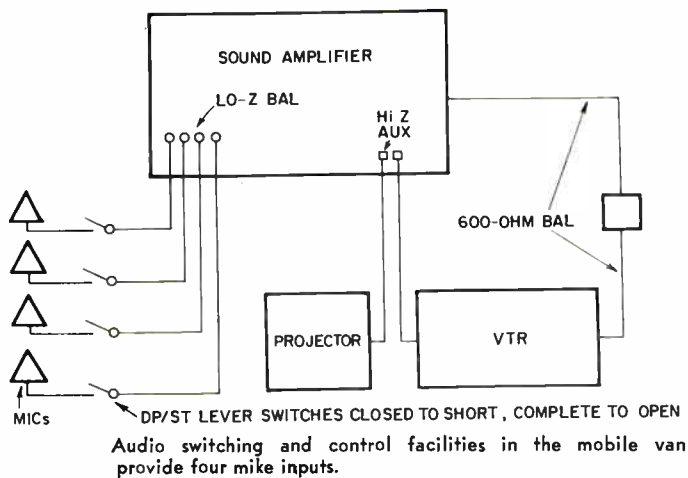 SOUND AMPLIFIER
LO-Z BAL
Hi Z
AUX
600-OHM BAL
PROJECTOR
VTR
MICs
DP/ST LEVER SWITCHES CLOSED TO SHORT, COMPLETE TO OPEN
Audio switching and control facilities in the mobile van
provide four mike inputs.